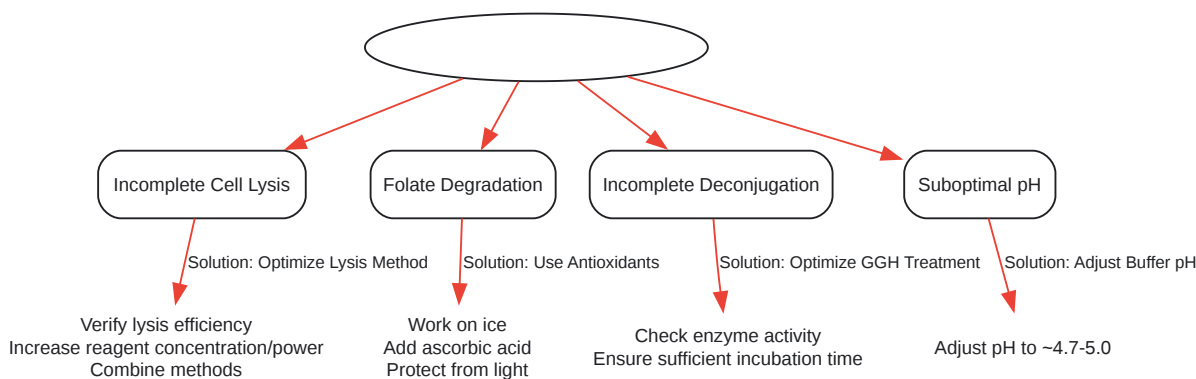 Incomplete Cell Lysis
Folate Degradation
Incomplete Deconjugation
Suboptimal pH
Solution: Optimize Lysis Method
Solution: Use Antioxidants
Solution: Optimize GGH Treatment
Solution: Adjust Buffer pH
Verify lysis efficiency
Increase reagent concentration/power
Combine methods
Work on ice
Add ascorbic acid
Protect from light
Check enzyme activity
Ensure sufficient incubation time
Adjust pH to ~4.7-5.0